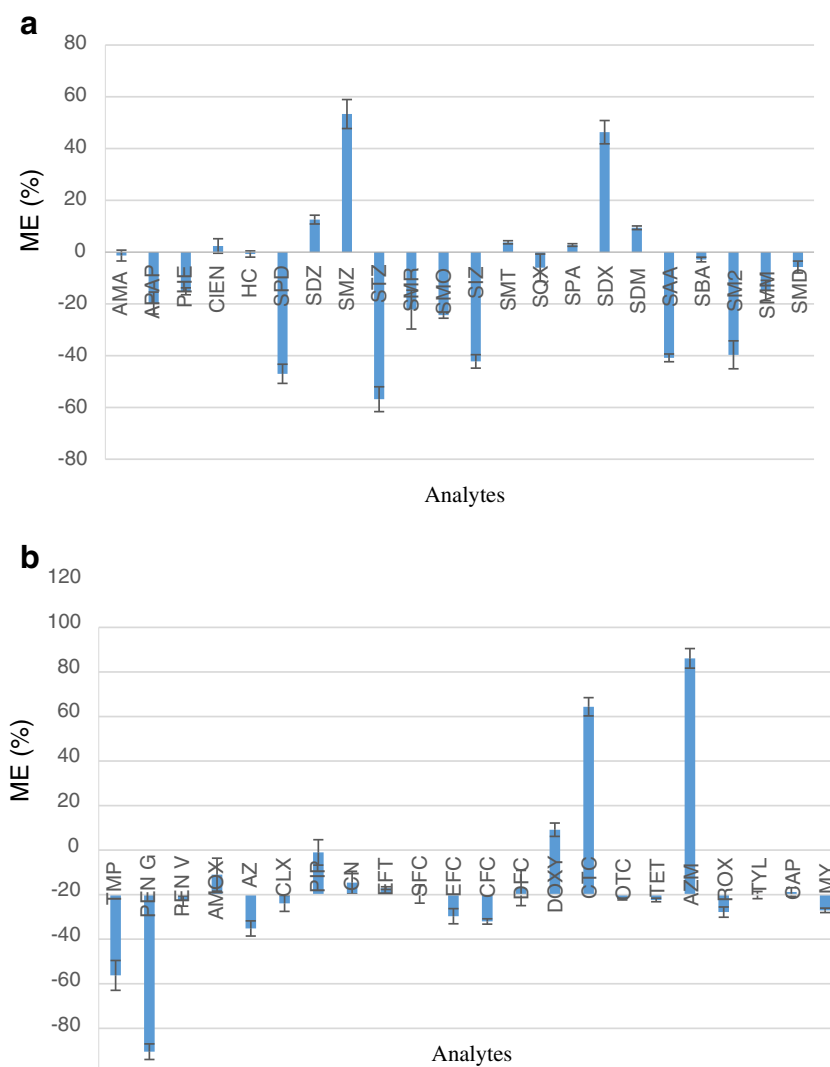 a
80
60
40
20
0
-20
-40
-60
-80
ME (%)
AMA APAP PHE CIEN HC SPD SDZ SMZ STZ SMR SMO SIZ SMT SQX SPA SDX SDM SAA SBA SM2 SMM SMD
Analytes
b
120
100
80
60
40
20
0
-20
-40
-60
-80
ME (%)
TMP PEN G PEN V AMOX AZ CLX PIP CN EFT OFC EFC CFC DFC DOXY CTC OTC TET AZM ROX TYL CAP MY
Analytes